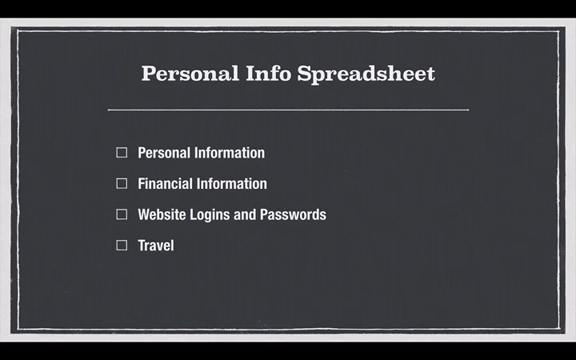 Personal Info Spreadsheet
Personal Information
Financial Information
Website Logins and Passwords
Travel